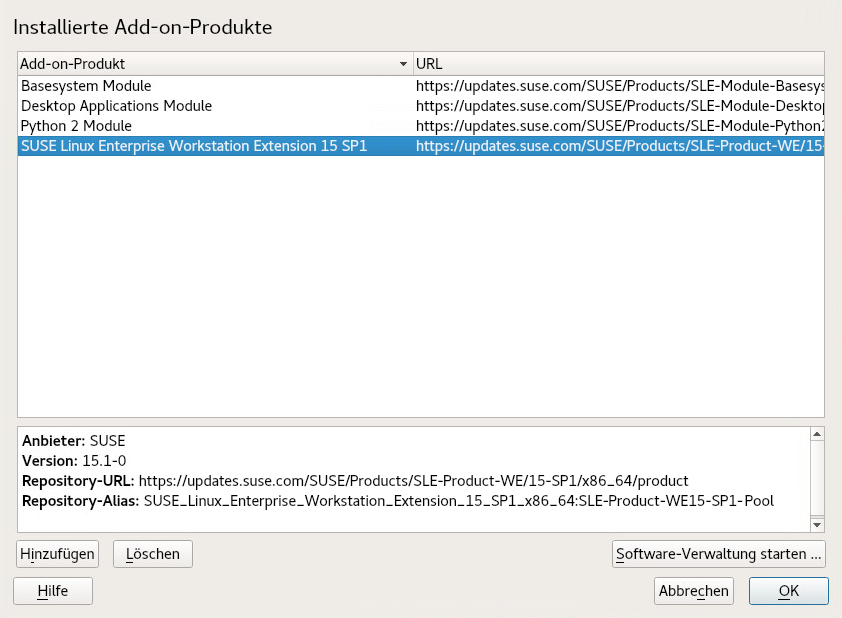 Installierte Add-on-Produkte
Add-on-Produkt URL
Basesystem Module https://updates.suse.com/SUSE/Products/SLE-Module-Basesys
Desktop Applications Module https://updates.suse.com/SUSE/Products/SLE-Module-Desktop
Python 2 Module https://updates.suse.com/SUSE/Products/SLE-Module-Python2
SUSE Linux Enterprise Workstation Extension 15 SP1 https://updates.suse.com/SUSE/Products/SLE-Product-WE/15-
Anbieter: SUSE
Version: 15.1-0
Repository-URL: https://updates.suse.com/SUSE/Products/SLE-Product-WE/15-SP1/x86_64/product
Repository-Alias: SUSE_Linux_Enterprise_Workstation_Extension_15_SP1_x86_64:SLE-Product-WE15-SP1-Pool
Hinzufügen Löschen Software-Verwaltung starten ...
Hilfe Abbrechen OK